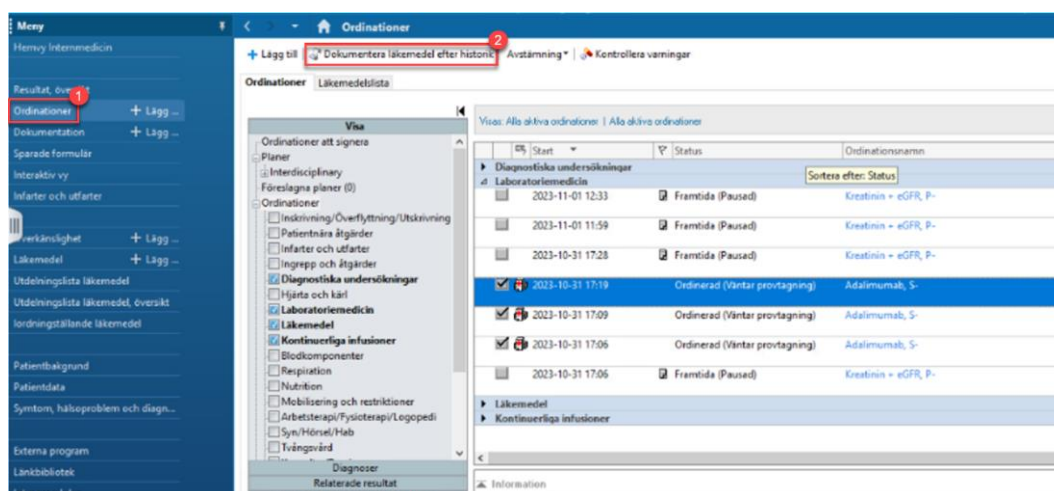 Meny
Hemvy Internmedicin
Resultat, översikt
1
Ordinationer + Lägg ...
Dokumentation + Lägg ...
Sparade formulär
Interaktiv vy
Infarter och utfarter
verkänslighet + Lägg ...
Läkemedel + Lägg ...
Utdelningslista läkemedel
Utdelningslista läkemedel, översikt
Iordningställande läkemedel
Patientbakgrund
Patientdata
Symtom, hälsoproblem och diagn...
Externa program
Länkbibliotek
Ordinationer
2
+ Lägg till Dokumentera läkemedel efter historik Avstämning Kontrollera varningar
Ordinationer Läkemedelslista
Visa
Ordinationer att signera
Planer
Interdisciplinary
Föreslagna planer (0)
Ordinationer
Inskrivning/Överflyttning/Utskrivning
Patientnära åtgärder
Infarter och utfarter
Ingrepp och åtgärder
Diagnostiska undersökningar
Hjärta och kärl
Laboratoriemedicin
Läkemedel
Kontinuerliga infusioner
Blodkomponenter
Respiration
Nutrition
Mobilisering och restriktioner
Arbetsterapi/Fysioterapi/Logopedi
Syn/Hörsel/Hab
Tvångsvård
Diagnoser
Relaterade resultat
Visas: Alla aktiva ordinationer | Alla aktiva ordinationer
Start Status Ordinationsnamn
Diagnostiska undersökningar
Sortera efter: Status
Laboratoriemedicin
2023-11-01 12:33 Framtida (Pausad) Kreatinin + eGFR, P-
2023-11-01 11:59 Framtida (Pausad) Kreatinin + eGFR, P-
2023-10-31 17:28 Framtida (Pausad) Kreatinin + eGFR, P-
2023-10-31 17:19 Ordinerad (Väntar provtagning) Adalimumab, S-
2023-10-31 17:09 Ordinerad (Väntar provtagning) Adalimumab, S-
2023-10-31 17:06 Ordinerad (Väntar provtagning) Adalimumab, S-
2023-10-31 17:06 Framtida (Pausad) Kreatinin + eGFR, P-
Läkemedel
Kontinuerliga infusioner
Information